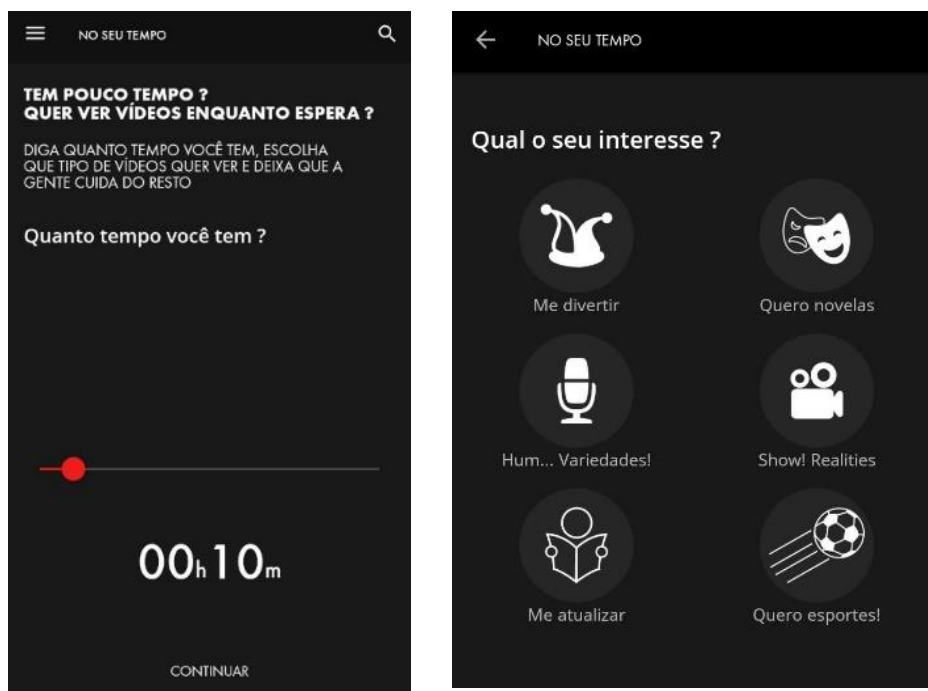 NO SEU TEMPO
TEM POUCO TEMPO ?
QUER VER VÍDEOS ENQUANTO ESPERA ?
DIGA QUANTO TEMPO VOCÊ TEM, ESCOLHA
QUE TIPO DE VÍDEOS QUER VER E DEIXA QUE A
GENTE CUIDA DO RESTO
Quanto tempo você tem ?
00h10m
CONTINUAR
NO SEU TEMPO
Qual o seu interesse ?
Me divertir
Quero novelas
Hum... Variedades!
Show! Realities
Me atualizar
Quero esportes!